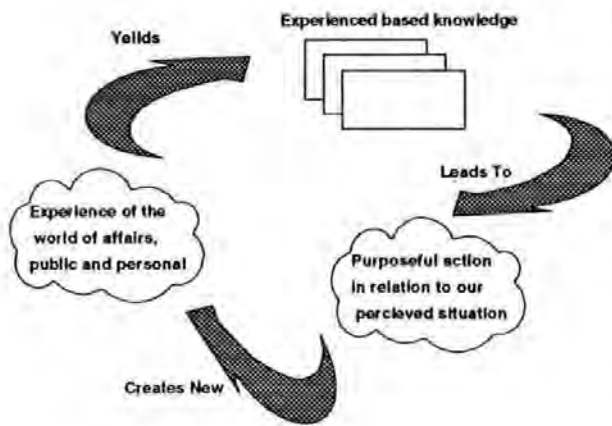 Experienced based knowledge
Yeilds
Leads To
Experience of the
world of affairs,
public and personal
Purposeful action
in relation to our
percieved situation
Creates New